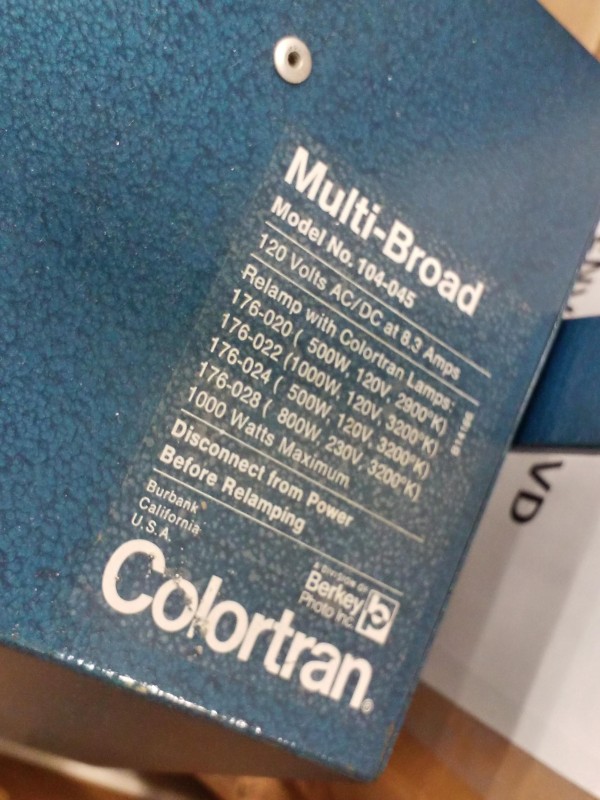 Multi-Broad
Model No. 104-045
120 Volts AC/DC at 8.3 Amps
Relamp with Colortran Lamps:
176-020 ( 500W, 120V, 2900°K)
176-022 (1000W, 120V, 3200°K)
176-024 ( 500W, 120V, 3200°K)
176-028 ( 800W, 230V, 3200°K)
1000 Watts Maximum
Disconnect from Power
Before Relamping
Burbank
California
U.S.A.
A DIVISION OF
Berkey
Photo Inc.
b
Colortran®
VD